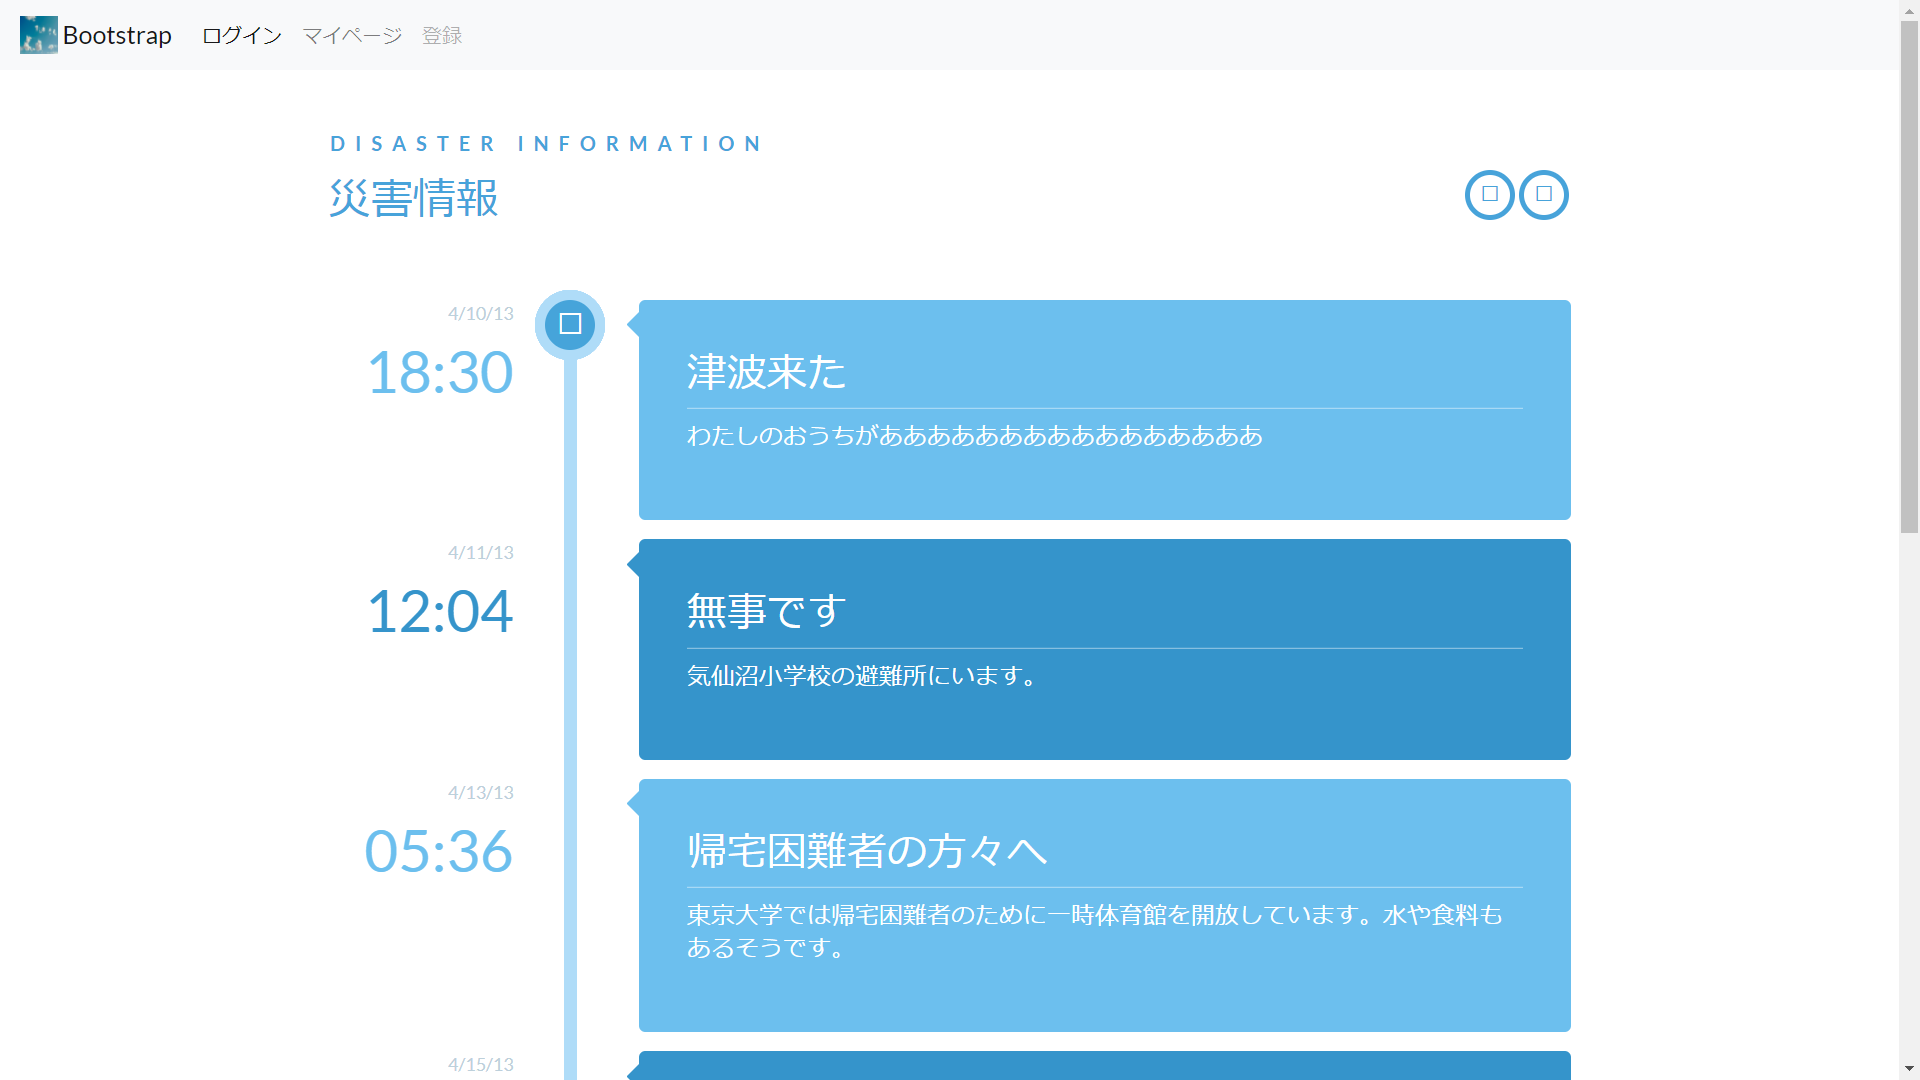 Bootstrap ログイン マイページ 登録
DISASTER INFORMATION
災害情報
4/10/13
18:30
津波来た
わたしのおうちがああああああああああああああああ
4/11/13
12:04
無事です
気仙沼小学校の避難所にいます。
4/13/13
05:36
帰宅困難者の方々へ
東京大学では帰宅困難者のために一時体育館を開放しています。水や食料も
あるそうです。
4/15/13